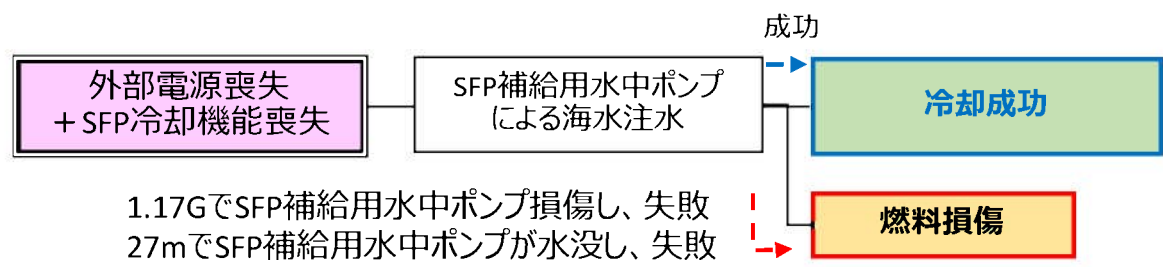 成功
外部電源喪失
＋SFP冷却機能喪失
SFP補給用水中ポンプ
による海水注水
冷却成功
1.17GでSFP補給用水中ポンプ損傷し、失敗
27mでSFP補給用水中ポンプが水没し、失敗
燃料損傷